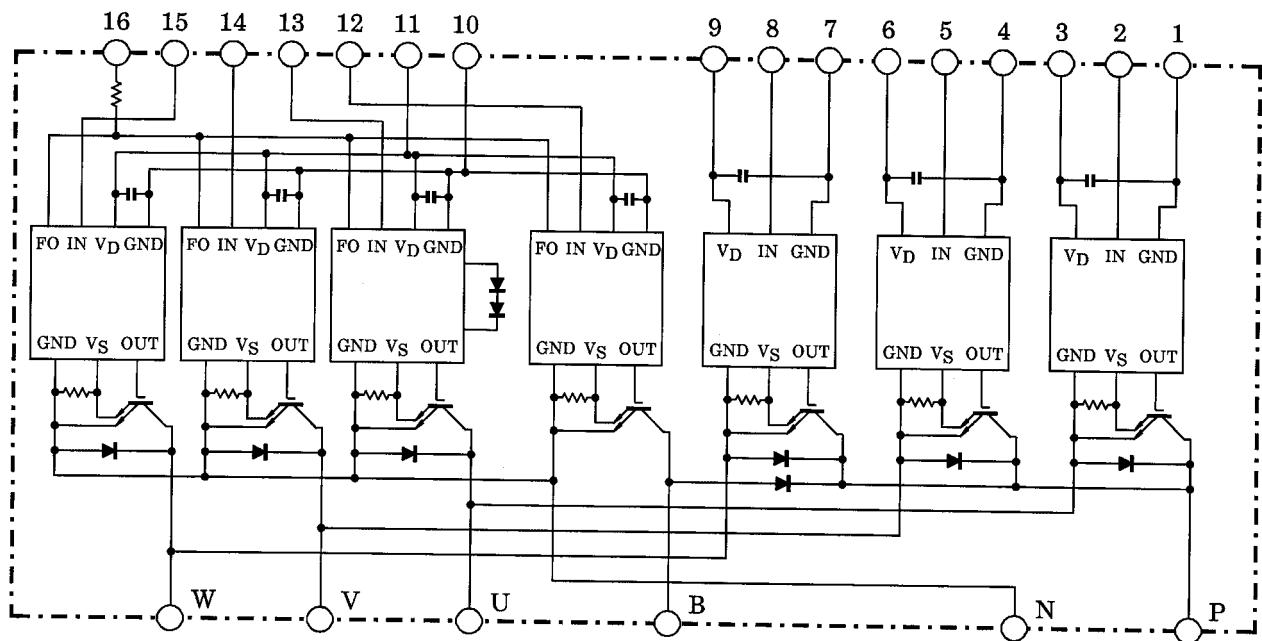 16 15 14 13 12 11 10 9 8 7 6 5 4 3 2 1
FO IN VD GND FO IN VD GND FO IN VD GND FO IN VD GND VD IN GND VD IN GND VD IN GND
GND VS OUT GND VS OUT GND VS OUT GND VS OUT GND VS OUT GND VS OUT GND VS OUT
W V U B N P